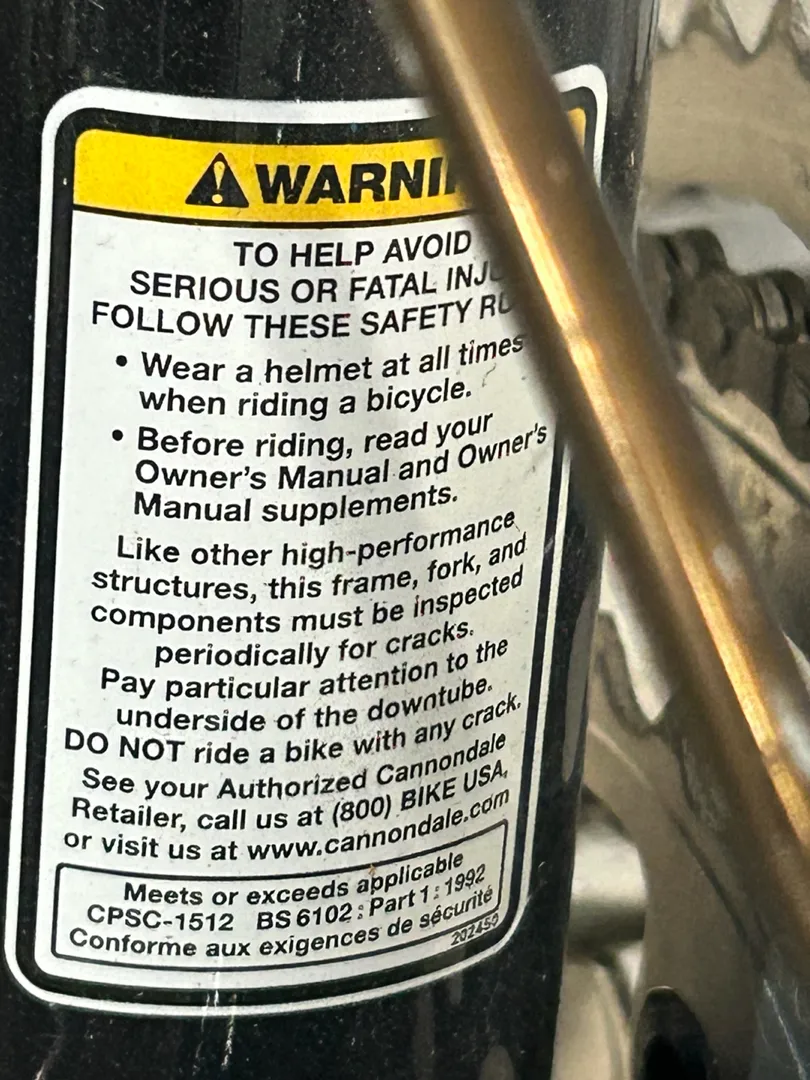 WARNI
TO HELP AVOID
SERIOUS OR FATAL INJU
FOLLOW THESE SAFETY RU
• Wear a helmet at all times
when riding a bicycle.
• Before riding, read your
Owner's Manual and Owner's
Manual supplements.
Like other high-performance
structures, this frame, fork, and
components must be inspected
periodically for cracks.
Pay particular attention to the
underside of the downtube.
DO NOT ride a bike with any crack.
See your Authorized Cannondale
Retailer, call us at (800) BIKE USA,
or visit us at www.cannondale.com
Meets or exceeds applicable
CPSC-1512 BS 6102 : Part 1 : 1992
Conforme aux exigences de sécurité